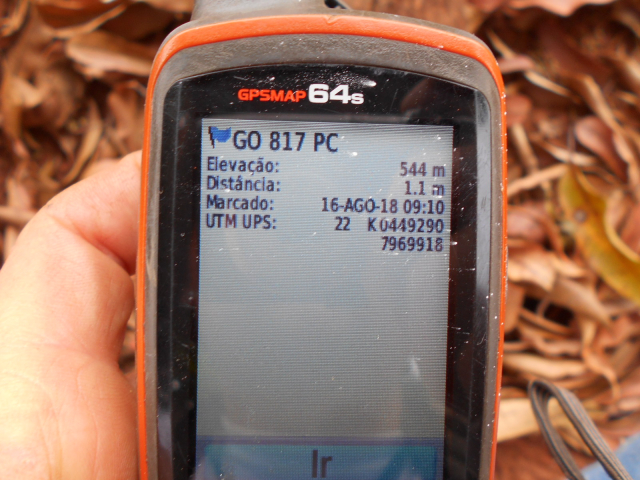 GPSMAP 64s
GO 817 PC
Elevação: 544 m
Distância: 1.1 m
Marcado: 16-AGO-18 09:10
UTM UPS: 22 K 0449290
7969918
Ir